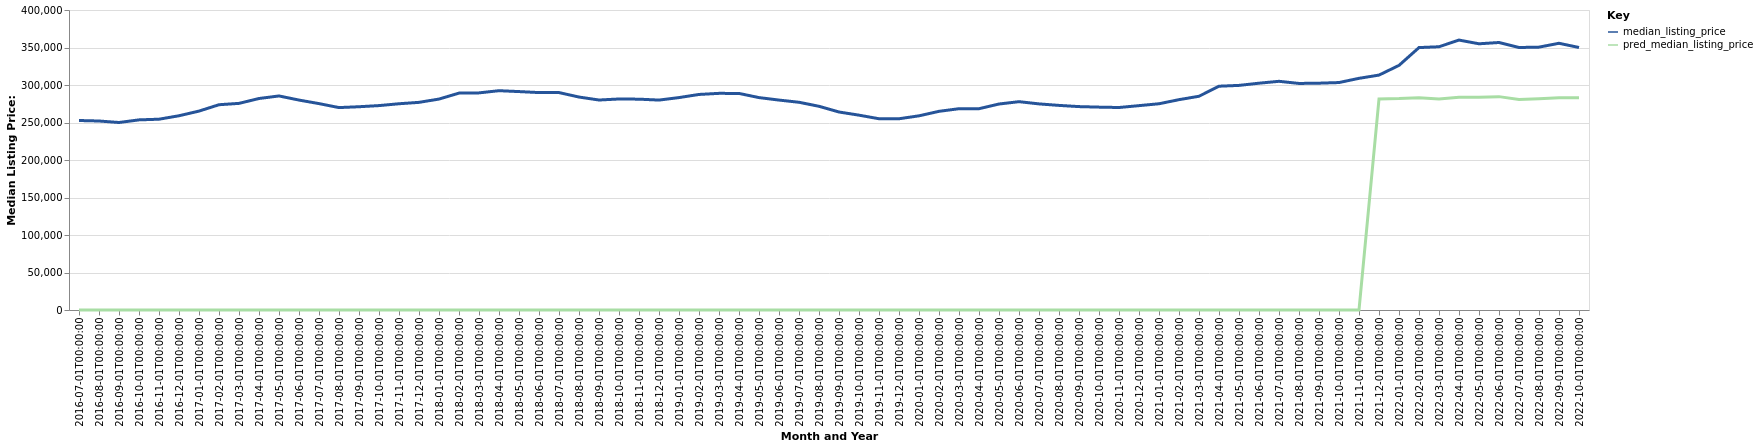 400,000
350,000
300,000
250,000
200,000
150,000
100,000
50,000
0
Median Listing Price:
2016-07-01T00:00:00
2016-08-01T00:00:00
2016-09-01T00:00:00
2016-10-01T00:00:00
2016-11-01T00:00:00
2016-12-01T00:00:00
2017-01-01T00:00:00
2017-02-01T00:00:00
2017-03-01T00:00:00
2017-04-01T00:00:00
2017-05-01T00:00:00
2017-06-01T00:00:00
2017-07-01T00:00:00
2017-08-01T00:00:00
2017-09-01T00:00:00
2017-10-01T00:00:00
2017-11-01T00:00:00
2017-12-01T00:00:00
2018-01-01T00:00:00
2018-02-01T00:00:00
2018-03-01T00:00:00
2018-04-01T00:00:00
2018-05-01T00:00:00
2018-06-01T00:00:00
2018-07-01T00:00:00
2018-08-01T00:00:00
2018-09-01T00:00:00
2018-10-01T00:00:00
2018-11-01T00:00:00
2018-12-01T00:00:00
2019-01-01T00:00:00
2019-02-01T00:00:00
2019-03-01T00:00:00
2019-04-01T00:00:00
2019-05-01T00:00:00
2019-06-01T00:00:00
2019-07-01T00:00:00
2019-08-01T00:00:00
2019-09-01T00:00:00
2019-10-01T00:00:00
2019-11-01T00:00:00
2019-12-01T00:00:00
2020-01-01T00:00:00
2020-02-01T00:00:00
2020-03-01T00:00:00
2020-04-01T00:00:00
2020-05-01T00:00:00
2020-06-01T00:00:00
2020-07-01T00:00:00
2020-08-01T00:00:00
2020-09-01T00:00:00
2020-10-01T00:00:00
2020-11-01T00:00:00
2020-12-01T00:00:00
2021-01-01T00:00:00
2021-02-01T00:00:00
2021-03-01T00:00:00
2021-04-01T00:00:00
2021-05-01T00:00:00
2021-06-01T00:00:00
2021-07-01T00:00:00
2021-08-01T00:00:00
2021-09-01T00:00:00
2021-10-01T00:00:00
2021-11-01T00:00:00
2021-12-01T00:00:00
2022-01-01T00:00:00
2022-02-01T00:00:00
2022-03-01T00:00:00
2022-04-01T00:00:00
2022-05-01T00:00:00
2022-06-01T00:00:00
2022-07-01T00:00:00
2022-08-01T00:00:00
2022-09-01T00:00:00
2022-10-01T00:00:00
Month and Year
Key
median_listing_price
pred_median_listing_price